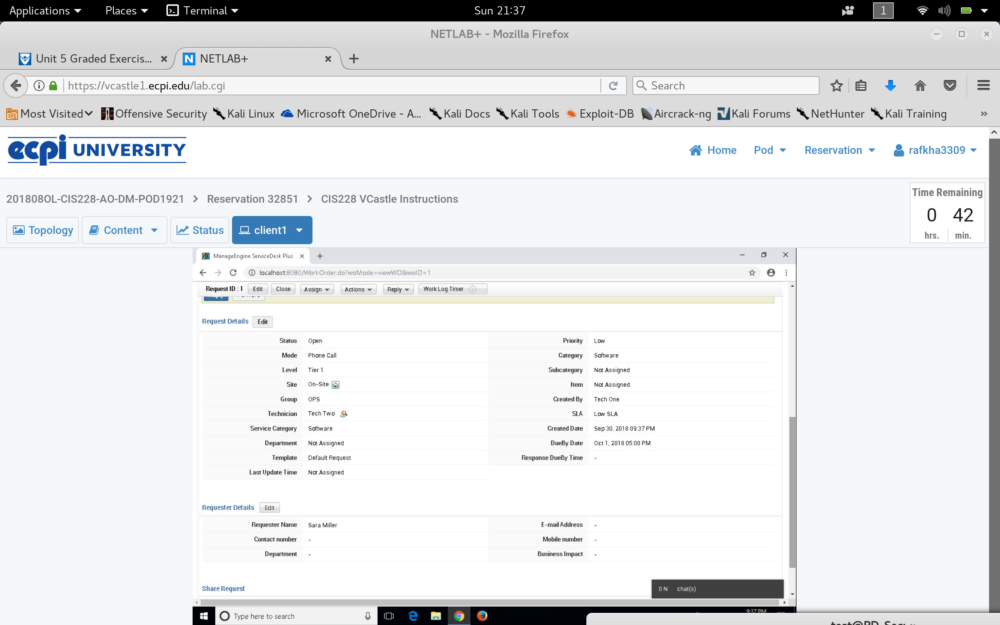 Applications Places Terminal Sun 21:37 1
NETLAB+ - Mozilla Firefox
Unit 5 Graded Exercis... NETLAB+
https://vcastle1.ecpi.edu/lab.cgi Search
Most Visited Offensive Security Kali Linux Microsoft OneDrive - A... Kali Docs Kali Tools Exploit-DB Aircrack-ng Kali Forums NetHunter Kali Training »
ecpi UNIVERSITY Home Pod Reservation rafkha3309
201808OL-CIS228-AO-DM-POD1921 > Reservation 32851 > CIS228 VCastle Instructions
Time Remaining
0 42
hrs. min.
Topology Content Status client1
ManageEngine ServiceDesk Plus
localhost:8080/WorkOrder.do?woMode=viewWO&woID=1
Request ID : 1 Edit Close Assign Actions Reply Work Log Timer
Request Details Edit
Status Open Priority Low
Mode Phone Call Category Software
Level Tier 1 Subcategory Not Assigned
Site On-Site Item Not Assigned
Group OPS Created By Tech One
Technician Tech Two SLA Low SLA
Service Category Software Created Date Sep 30, 2018 09:37 PM
Department Not Assigned DueBy Date Oct 1, 2018 05:00 PM
Template Default Request Response DueBy Time -
Last Update Time Not Assigned
Requester Details Edit
Requester Name Sara Miller E-mail Address -
Contact number - Mobile number -
Department - Business Impact -
Share Request
0 N chat(s)
Type here to search 9:37 PM